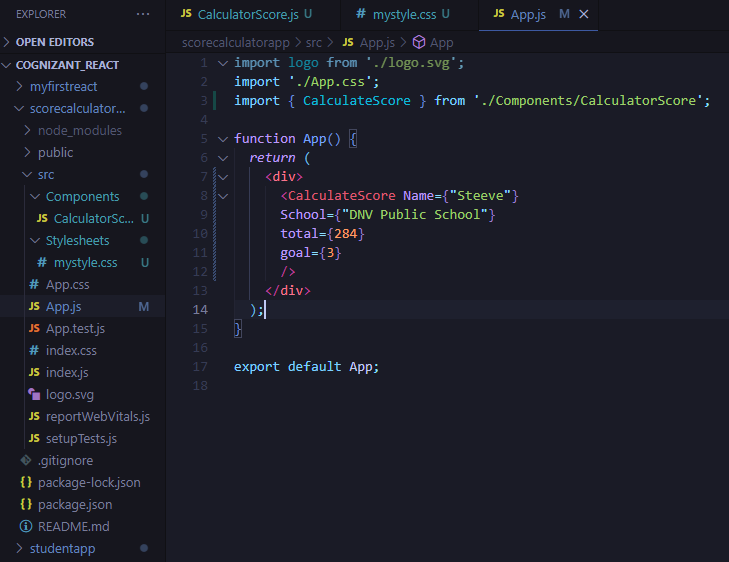 EXPLORER ···
OPEN EDITORS
COGNIZANT_REACT
myfirstreact
scorecalculator...
node_modules
public
src
Components
JS CalculatorSc... U
Stylesheets
# mystyle.css U
# App.css
JS App.js M
JS App.test.js
# index.css
JS index.js
logo.svg
JS reportWebVitals.js
JS setupTests.js
.gitignore
{} package-lock.json
{} package.json
README.md
studentapp
JS CalculatorScore.js U
# mystyle.css U
JS App.js M
scorecalculatorapp > src > JS App.js > App
1 import logo from './logo.svg';
2 import './App.css';
3 import { CalculateScore } from './Components/CalculatorScore';
4
5 function App() {
6 return (
7 <div>
8 <CalculateScore Name={"Steeve"}
9 School={"DNV Public School"}
10 total={284}
11 goal={3}
12 />
13 </div>
14 );
15 }
16
17 export default App;
18